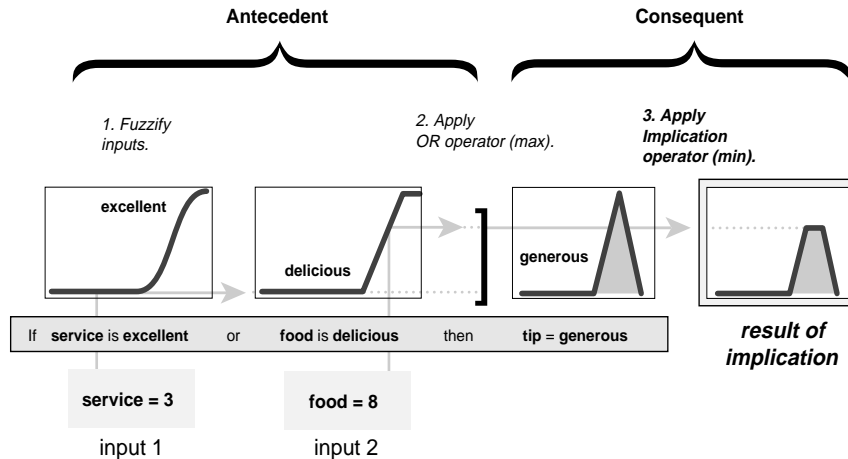 Antecedent
Consequent
1. Fuzzify
inputs.
2. Apply
OR operator (max).
3. Apply
Implication
operator (min).
excellent
delicious
generous
If service is excellent or food is delicious then tip = generous
result of
implication
service = 3
food = 8
input 1
input 2